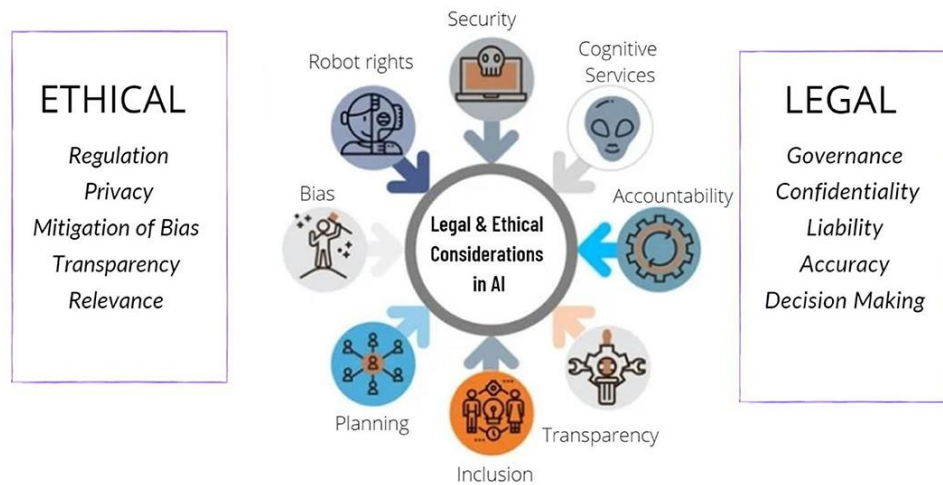 ETHICAL
Regulation
Privacy
Mitigation of Bias
Transparency
Relevance
Security
Robot rights
Cognitive
Services
Bias
Accountability
Legal & Ethical
Considerations
in AI
Planning
Transparency
Inclusion
LEGAL
Governance
Confidentiality
Liability
Accuracy
Decision Making